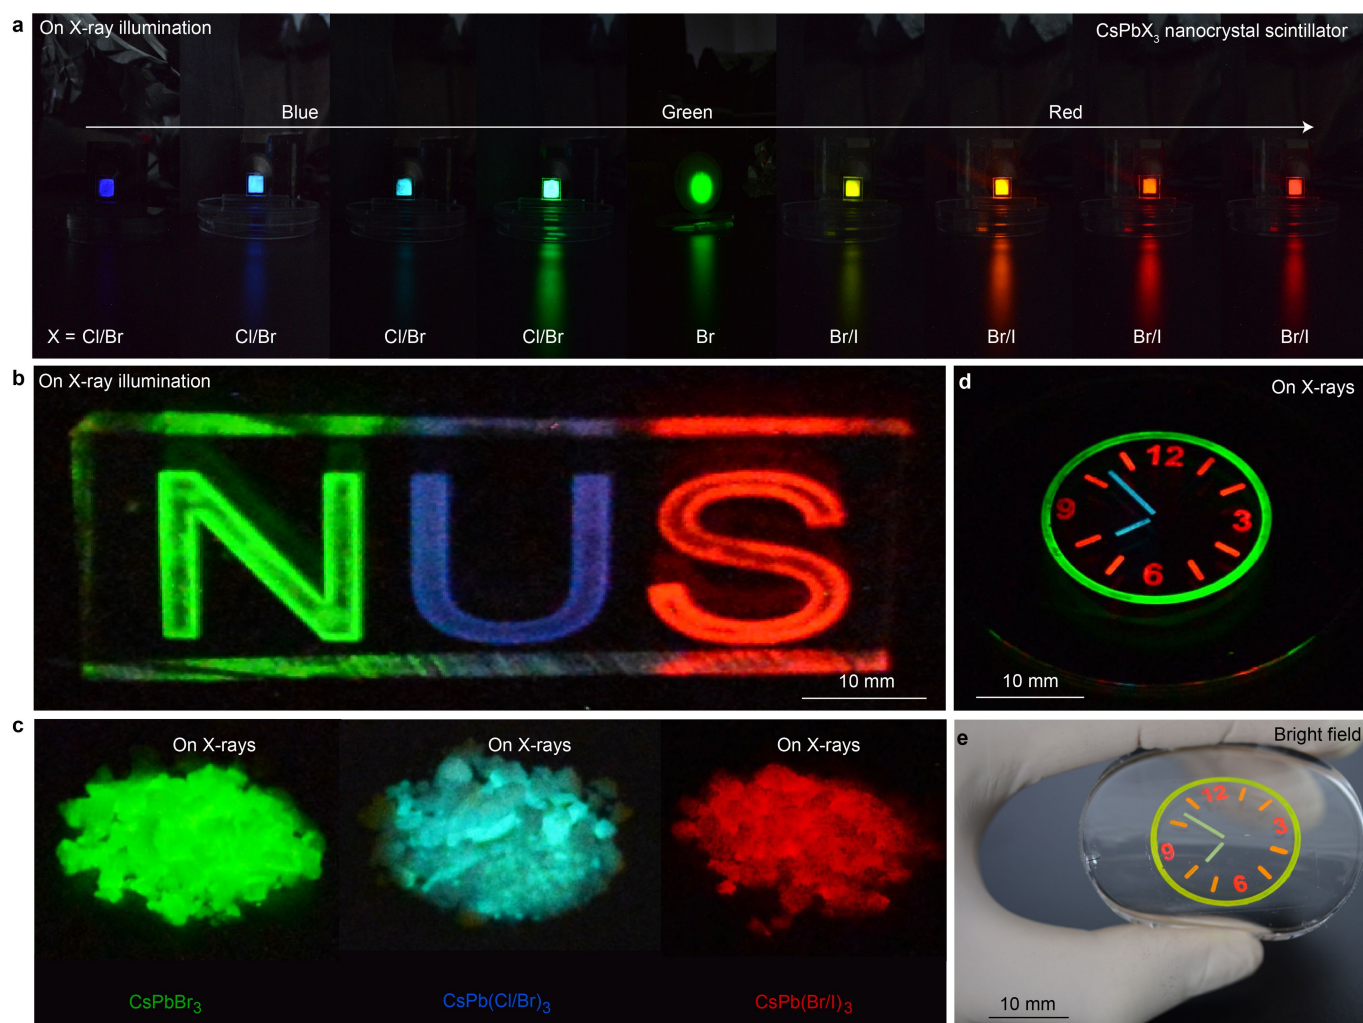 a
On X-ray illumination
CsPbX₃ nanocrystal scintillator
Blue
Green
Red
X = Cl/Br
Cl/Br
Cl/Br
Cl/Br
Br
Br/I
Br/I
Br/I
Br/I
b
On X-ray illumination
NUS
10 mm
c
On X-rays
On X-rays
On X-rays
CsPbBr₃
CsPb(Cl/Br)₃
CsPb(Br/I)₃
d
On X-rays
12
9
3
6
10 mm
e
Bright field
12
3
9
6
10 mm